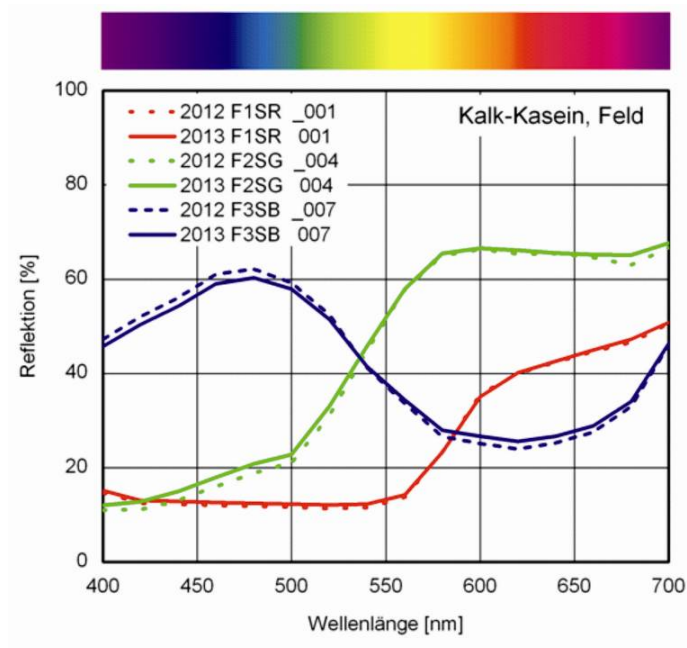 Kalk-Kasein, Feld
2012 F1SR _001
2013 F1SR 001
2012 F2SG _004
2013 F2SG 004
2012 F3SB _007
2013 F3SB 007
Reflektion [%]
100
80
60
40
20
0
400 450 500 550 600 650 700
Wellenlänge [nm]